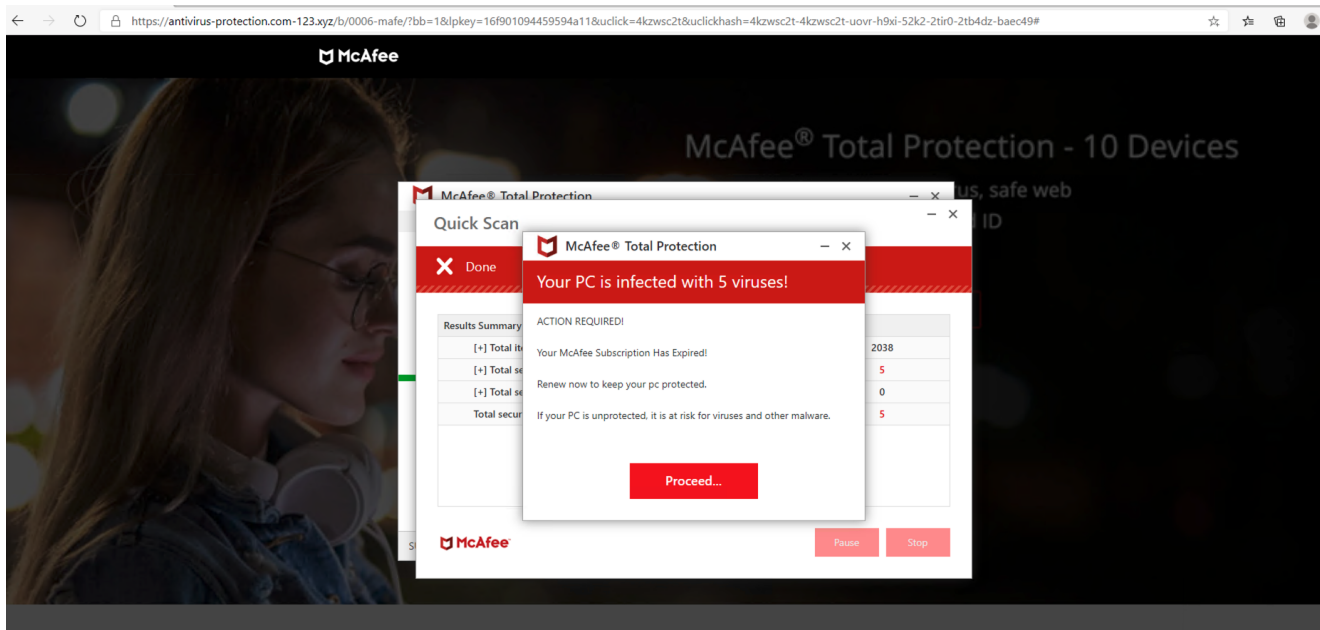 https://antivirus-protection.com-123.xyz/b/0006-mafe/?bb=1&lpkey=16f901094459594a11&uclick=4kzwsc2t&uclickhash=4kzwsc2t-4kzwsc2t-uovr-h9xi-52k2-2tir0-2tb4dz-baec49#
McAfee
McAfee® Total Protection - 10 Devices
us, safe web
ID
McAfee® Total Protection
Quick Scan
Done
Results Summary
[+] Total it 2038
[+] Total se 5
[+] Total se 0
Total secur 5
McAfee® Total Protection
Your PC is infected with 5 viruses!
ACTION REQUIRED!
Your McAfee Subscription Has Expired!
Renew now to keep your pc protected.
If your PC is unprotected, it is at risk for viruses and other malware.
Proceed...
McAfee
Pause
Stop